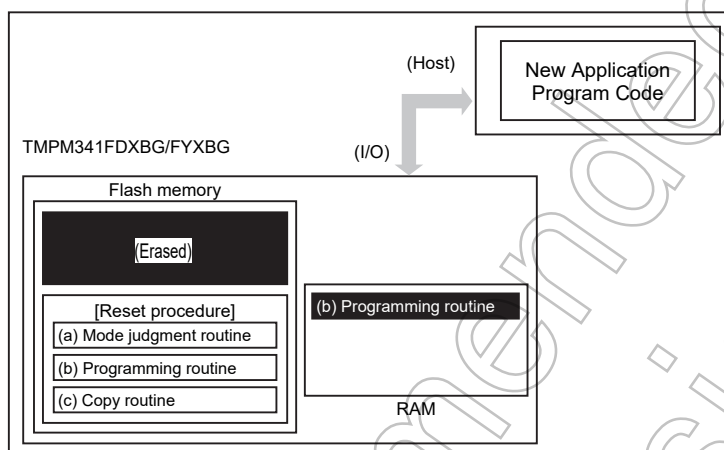 (Host)
New Application
Program Code
TMPM341FDXBG/FYXBG
(I/O)
Flash memory
(Erased)
[Reset procedure]
(a) Mode judgment routine
(b) Programming routine
(c) Copy routine
(b) Programming routine
RAM